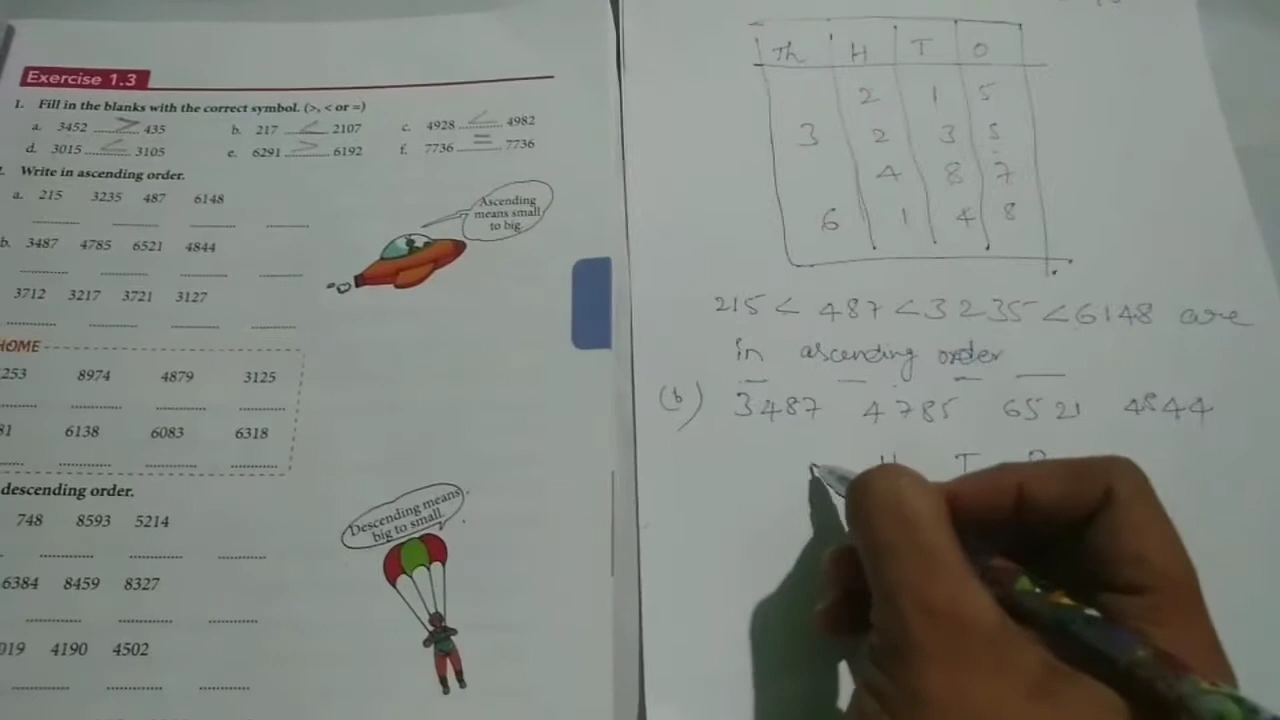 Exercise 1.3
1. Fill in the blanks with the correct symbol. (>, < or =)
a. 3452 ....>.... 435 b. 217 ....<.... 2107 c. 4928 ....<.... 4982
d. 3015 ....<.... 3105 e. 6291 ....>.... 6192 f. 7736 ....=.... 7736
Write in ascending order.
a. 215 3235 487 6148
b. 3487 4785 6521 4844
3712 3217 3721 3127
Ascending
means small
to big.
HOME
253 8974 4879 3125
81 6138 6083 6318
descending order.
748 8593 5214
6384 8459 8327
019 4190 4502
Descending means
big to small.
Th H T O
2 1 5
3 2 3 5
4 8 7
6 1 4 8
215 < 487 < 3235 < 6148 are
in ascending order
(b) 3487 4785 6521 4844
H T O